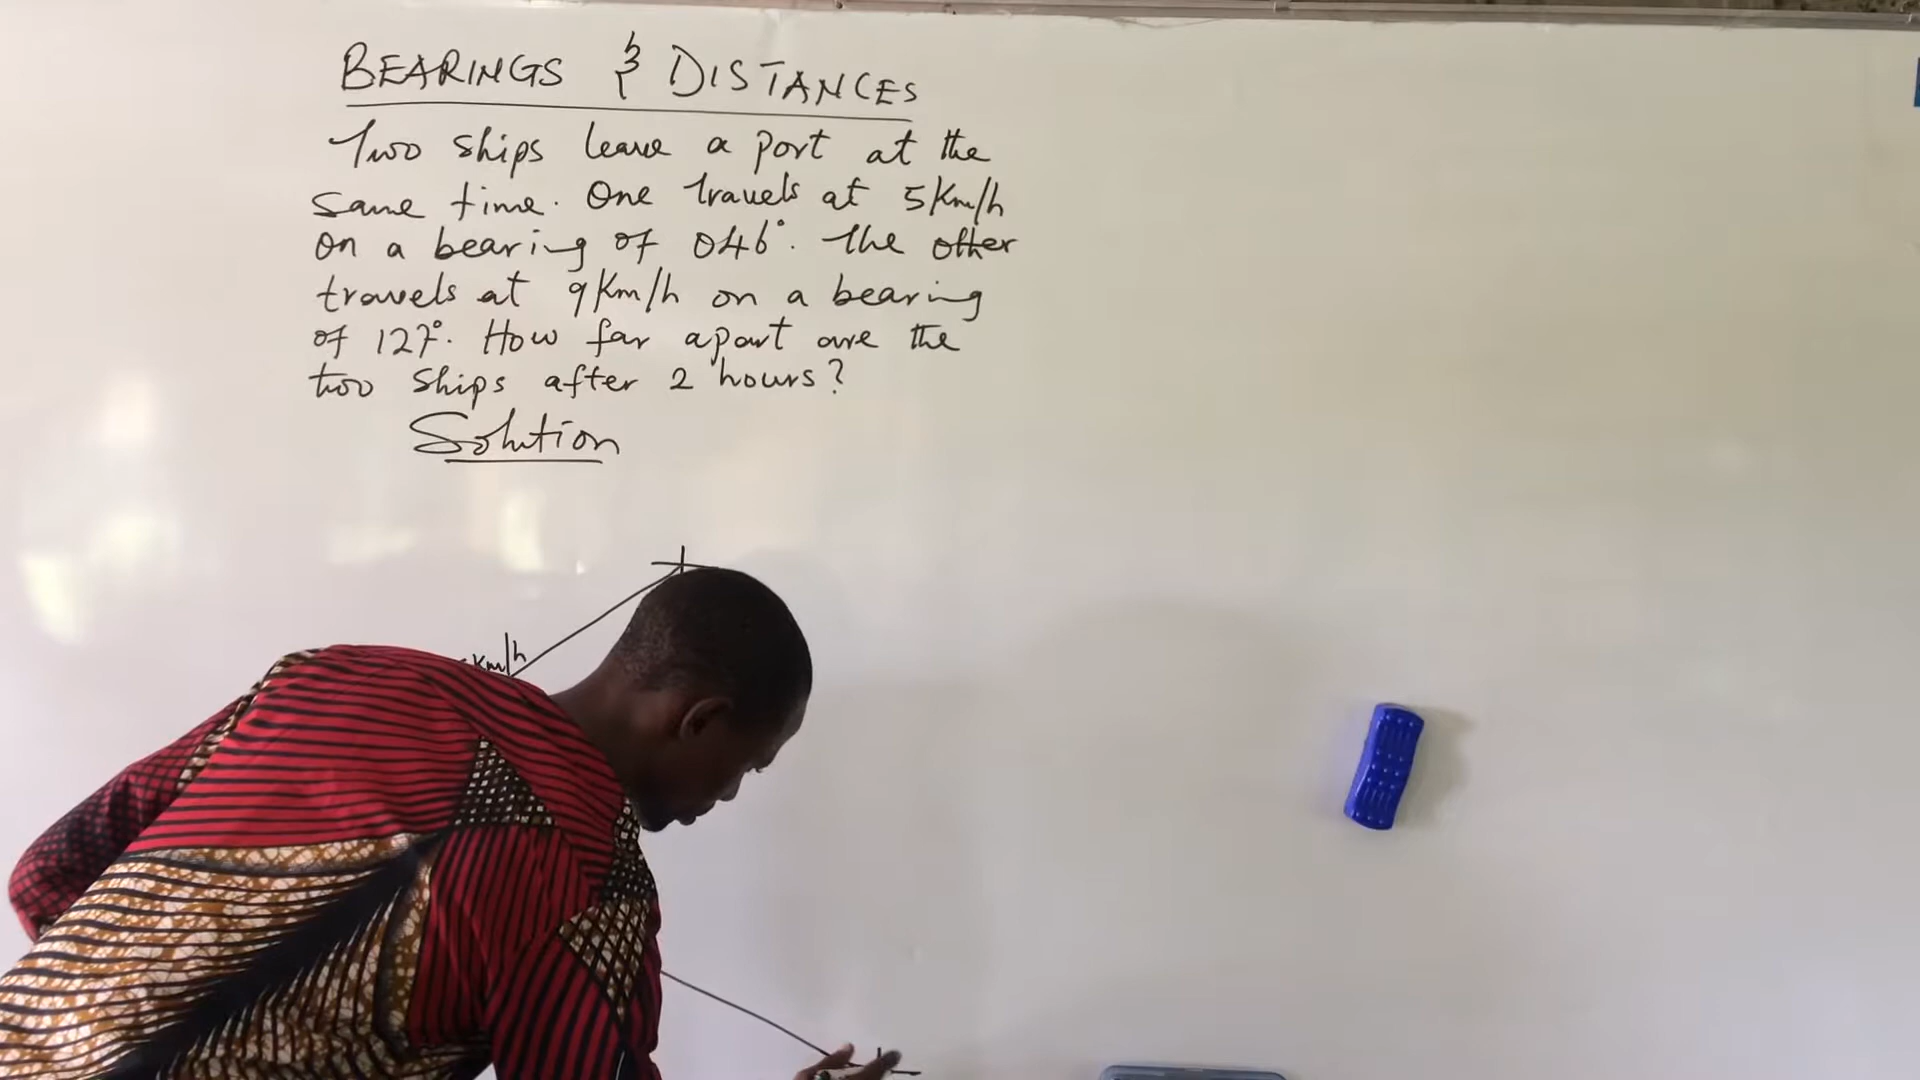 BEARINGS & DISTANCES
Two ships leave a port at the
same time. One travels at 5km/h
on a bearing of 046°. The other
travels at 9km/h on a bearing
of 127°. How far apart are the
two ships after 2 hours?
Solution
km/h